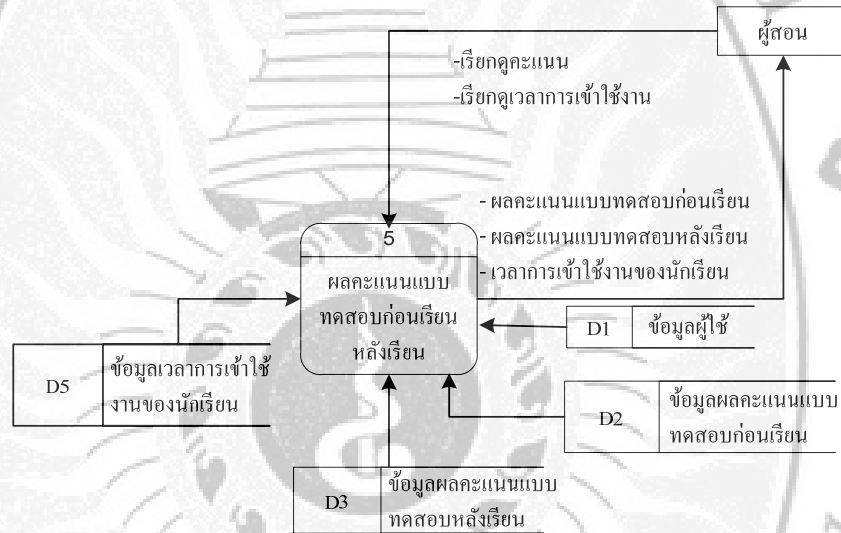 ผู้สอน
-เรียกดูคะแนน
-เรียกดูเวลาการเข้าใช้งาน
- ผลคะแนนแบบทดสอบก่อนเรียน
- ผลคะแนนแบบทดสอบหลังเรียน
- เวลาการเข้าใช้งานของนักเรียน
5
ผลคะแนนแบบ
ทดสอบก่อนเรียน
หลังเรียน
D1
ข้อมูลผู้ใช้
D5
ข้อมูลเวลาการเข้าใช้
งานของนักเรียน
D2
ข้อมูลผลคะแนนแบบ
ทดสอบก่อนเรียน
D3
ข้อมูลผลคะแนนแบบ
ทดสอบหลังเรียน